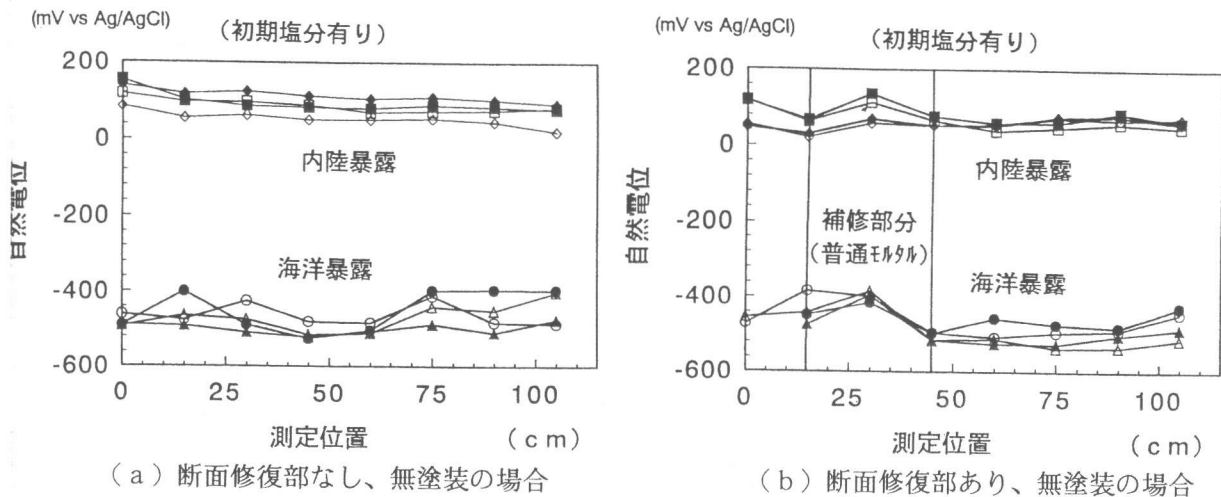 (mV vs Ag/AgCl)
(初期塩分有り)
200
0
-200
-400
-600
自然電位
内陸暴露
海洋暴露
0
25
50
75
100
測定位置
(cm)
(a)断面修復部なし、無塗装の場合
(mV vs Ag/AgCl)
(初期塩分有り)
200
0
-200
-400
-600
自然電位
内陸暴露
補修部分
(普通ﾓﾙﾀﾙ)
海洋暴露
0
25
50
75
100
測定位置
(cm)
(b)断面修復部あり、無塗装の場合